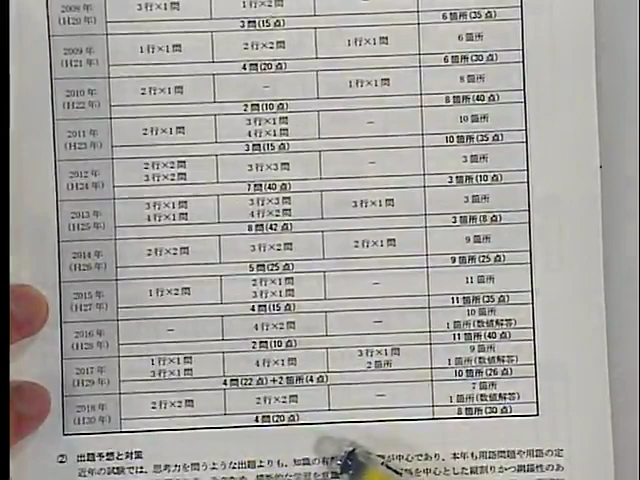 2008年 3行×1問 1行×2問
(H20年) 3問(15点) 6箇所(35点)
2009年 1行×1問 2行×2問 1行×1問 6箇所
(H21年) 4問(20点) 6箇所(30点)
2010年 2行×1問 － 1行×1問 8箇所
(H22年) 2問(10点) 8箇所(40点)
2011年 2行×1問 3行×1問 － 10箇所
4行×1問
(H23年) 3問(15点) 10箇所(35点)
2012年 2行×2問 3行×3問 － 3箇所
3行×2問
(H24年) 7問(40点) 3箇所(10点)
2013年 3行×1問 3行×3問 3行×1問 3箇所
4行×1問 4行×2問
(H25年) 8問(42点) 3箇所(8点)
2014年 2行×2問 3行×2問 2行×1問 9箇所
(H26年) 5問(25点) 9箇所(25点)
2015年 1行×2問 2行×1問 － 11箇所
3行×1問
(H27年) 4問(15点) 11箇所(35点)
2016年 － 4行×2問 － 10箇所
1箇所(数値解答)
(H28年) 2問(10点) 11箇所(40点)
2017年 1行×1問 4行×1問 3行×1問 9箇所
3行×1問 2箇所 1箇所(数値解答)
(H29年) 4問(22点)+2箇所(4点) 10箇所(26点)
2018年 2行×2問 2行×2問 － 7箇所
1箇所(数値解答)
(H30年) 4問(20点) 8箇所(30点)
② 出題予想と対策
近年の試験では、思考力を問うような出題よりも、知識の有 が中心であり、本年も用語問題や用語の定
を中心とした縦割りかつ網羅性のあ